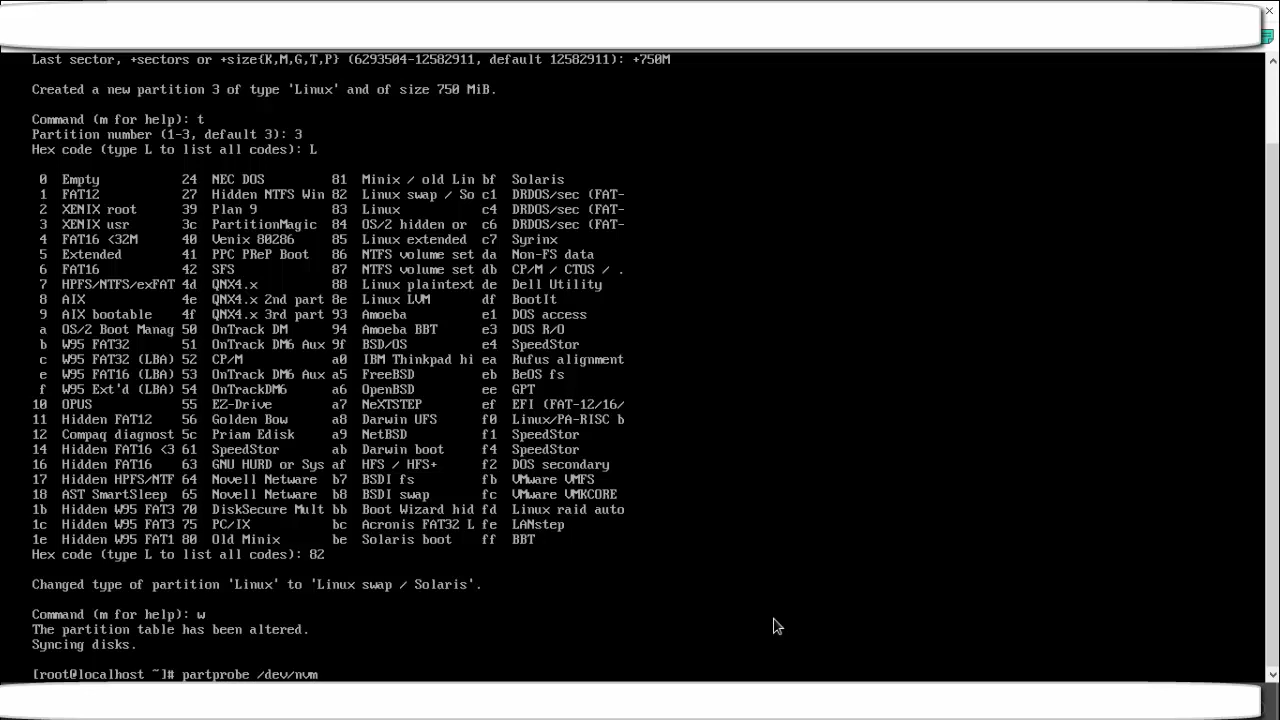 Last sector, +sectors or +size{K,M,G,T,P} (6293504-12582911, default 12582911): +750M
Created a new partition 3 of type 'Linux' and of size 750 MiB.
Command (m for help): t
Partition number (1-3, default 3): 3
Hex code (type L to list all codes): L
0 Empty 24 NEC DOS 81 Minix / old Lin bf Solaris
1 FAT12 27 Hidden NTFS Win 82 Linux swap / So c1 DRDOS/sec (FAT-
2 XENIX root 39 Plan 9 83 Linux c4 DRDOS/sec (FAT-
3 XENIX usr 3c PartitionMagic 84 OS/2 hidden or c6 DRDOS/sec (FAT-
4 FAT16 <32M 40 Venix 80286 85 Linux extended c7 Syrinx
5 Extended 41 PPC PReP Boot 86 NTFS volume set da Non-FS data
6 FAT16 42 SFS 87 NTFS volume set db CP/M / CTOS / .
7 HPFS/NTFS/exFAT 4d QNX4.x 88 Linux plaintext de Dell Utility
8 AIX 4e QNX4.x 2nd part 8e Linux LVM df BootIt
9 AIX bootable 4f QNX4.x 3rd part 93 Amoeba e1 DOS access
a OS/2 Boot Manag 50 OnTrack DM 94 Amoeba BBT e3 DOS R/O
b W95 FAT32 51 OnTrack DM6 Aux 9f BSD/OS e4 SpeedStor
c W95 FAT32 (LBA) 52 CP/M a0 IBM Thinkpad hi ea Rufus alignment
e W95 FAT16 (LBA) 53 OnTrack DM6 Aux a5 FreeBSD eb BeOS fs
f W95 Ext'd (LBA) 54 OnTrackDM6 a6 OpenBSD ee GPT
10 OPUS 55 EZ-Drive a7 NeXTSTEP ef EFI (FAT-12/16/
11 Hidden FAT12 56 Golden Bow a8 Darwin UFS f0 Linux/PA-RISC b
12 Compaq diagnost 5c Priam Edisk a9 NetBSD f1 SpeedStor
14 Hidden FAT16 <3 61 SpeedStor ab Darwin boot f4 SpeedStor
16 Hidden FAT16 63 GNU HURD or Sys af HFS / HFS+ f2 DOS secondary
17 Hidden HPFS/NTF 64 Novell Netware b7 BSDI fs fb VMware VMFS
18 AST SmartSleep 65 Novell Netware b8 BSDI swap fc VMware VMKCORE
1b Hidden W95 FAT3 70 DiskSecure Mult bb Boot Wizard hid fd Linux raid auto
1c Hidden W95 FAT3 75 PC/IX bc Acronis FAT32 L fe LANstep
1e Hidden W95 FAT1 80 Old Minix be Solaris boot ff BBT
Hex code (type L to list all codes): 82
Changed type of partition 'Linux' to 'Linux swap / Solaris'.
Command (m for help): w
The partition table has been altered.
Syncing disks.
[root@localhost ~]# partprobe /dev/nvm